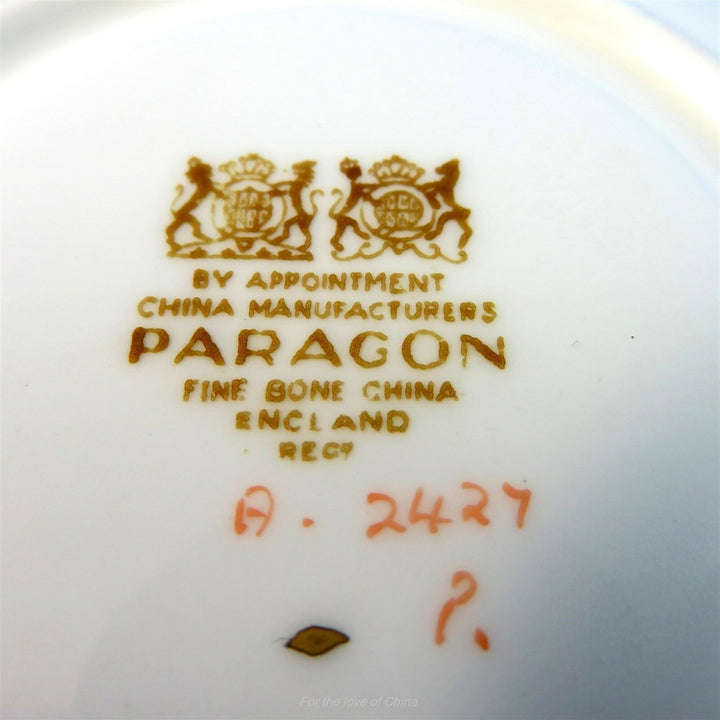 BY APPOINTMENT
CHINA MANUFACTURERS
PARAGON
FINE BONE CHINA
ENGLAND
REGD
A. 2427
P.
For the love of China.